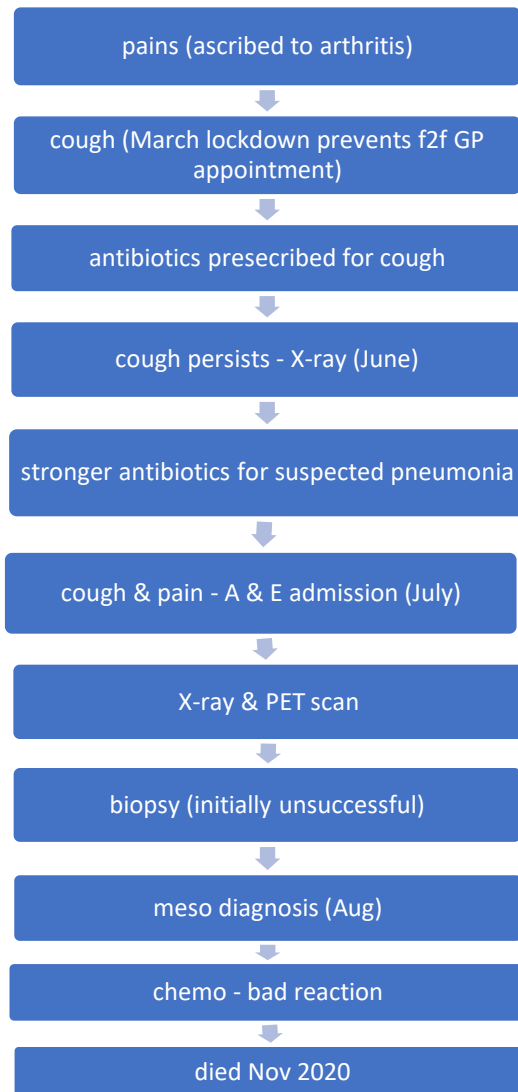 pains (ascribed to arthritis)
cough (March lockdown prevents f2f GP
appointment)
antibiotics presecribed for cough
cough persists - X-ray (June)
stronger antibiotics for suspected pneumonia
cough & pain - A & E admission (July)
X-ray & PET scan
biopsy (initially unsuccessful)
meso diagnosis (Aug)
chemo - bad reaction
died Nov 2020